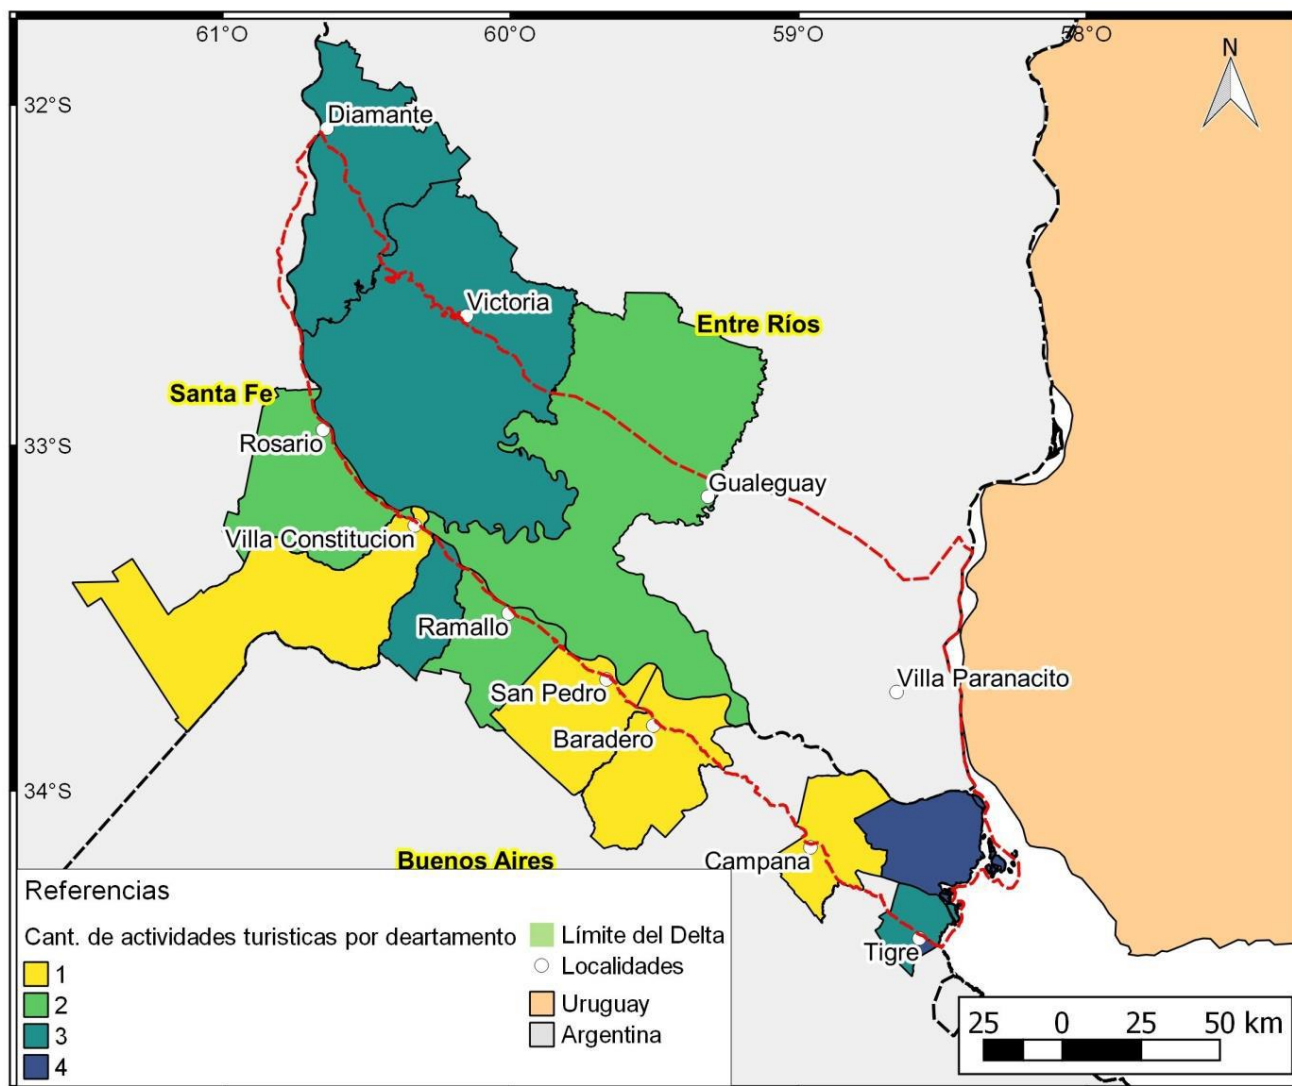 61°O 60°O 59°O 58°O
N
32°S
Diamante
Victoria
Entre Ríos
Santa Fe
Rosario
33°S
Gualeguay
Villa Constitucion
Ramallo
Villa Paranacito
San Pedro
Baradero
34°S
Buenos Aires
Campana
Tigre
Referencias
Cant. de actividades turisticas por deartamento
1
2
3
4
Límite del Delta
Localidades
Uruguay
Argentina
25 0 25 50 km